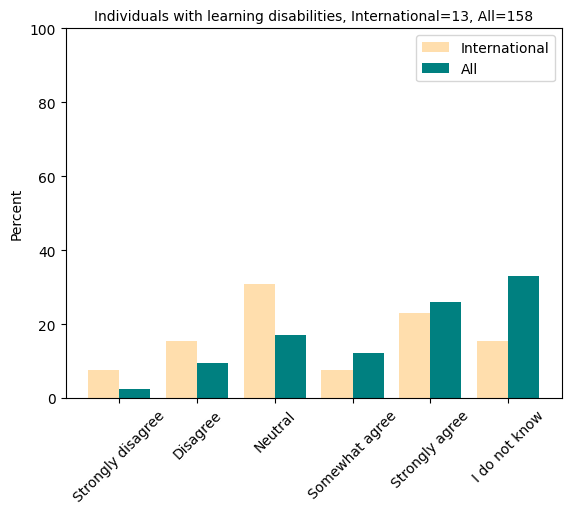 Individuals with learning disabilities, International=13, All=158
International
All
Percent
100
80
60
40
20
0
Strongly disagree
Disagree
Neutral
Somewhat agree
Strongly agree
I do not know